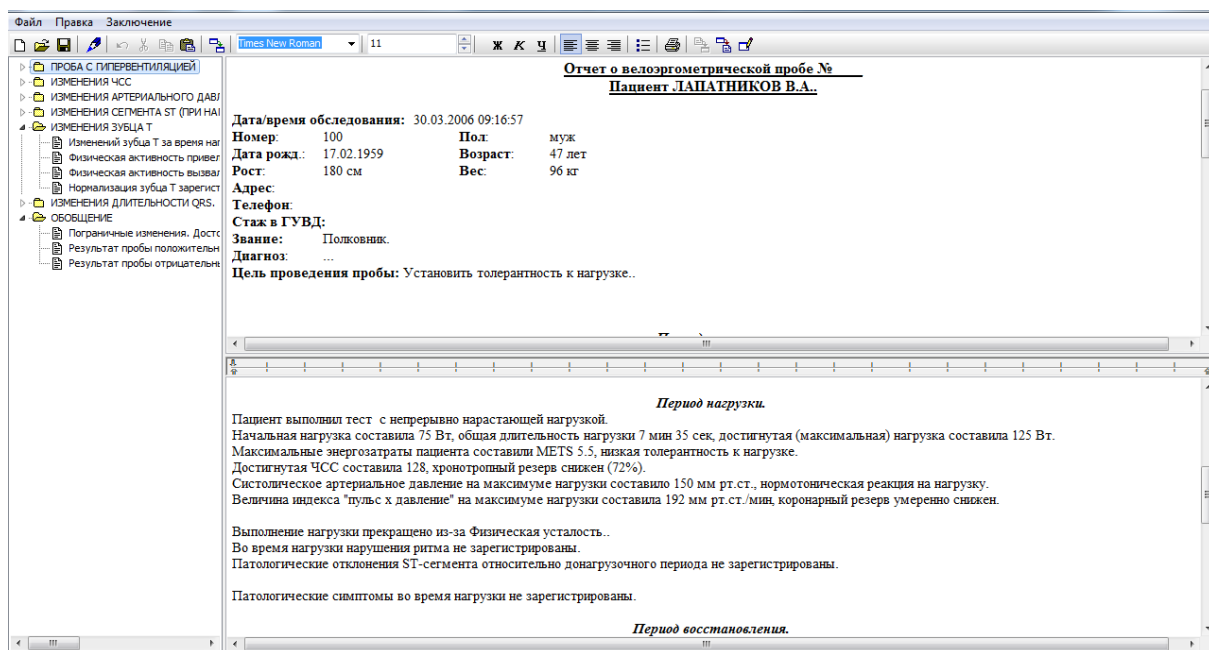 Файл Правка Заключение
Times New Roman 11 Ж К Ч
ПРОБА С ГИПЕРВЕНТИЛЯЦИЕЙ
ИЗМЕНЕНИЯ ЧСС
ИЗМЕНЕНИЯ АРТЕРИАЛЬНОГО ДАВЛ
ИЗМЕНЕНИЯ СЕГМЕНТА ST (ПРИ НАГ
ИЗМЕНЕНИЯ ЗУБЦА Т
Изменений зубца Т за время наг
Физическая активность привел
Физическая активность вызвал
Нормализация зубца Т зарегист
ИЗМЕНЕНИЯ ДЛИТЕЛЬНОСТИ QRS.
ОБОБЩЕНИЕ
Пограничные изменения. Досто
Результат пробы положительн
Результат пробы отрицательны
Отчет о велоэргометрической пробе №
Пациент ЛАПАТНИКОВ В.А..
Дата/время обследования: 30.03.2006 09:16:57
Номер: 100 Пол: муж
Дата рожд.: 17.02.1959 Возраст: 47 лет
Рост: 180 см Вес: 96 кг
Адрес:
Телефон:
Стаж в ГУВД:
Звание: Полковник.
Диагноз: ...
Цель проведения пробы: Установить толерантность к нагрузке..
Период нагрузки.
Пациент выполнил тест с непрерывно нарастающей нагрузкой.
Начальная нагрузка составила 75 Вт, общая длительность нагрузки 7 мин 35 сек, достигнутая (максимальная) нагрузка составила 125 Вт.
Максимальные энергозатраты пациента составили METS 5.5, низкая толерантность к нагрузке.
Достигнутая ЧСС составила 128, хронотропный резерв снижен (72%).
Систолическое артериальное давление на максимуме нагрузки составило 150 мм рт.ст., нормотоническая реакция на нагрузку.
Величина индекса "пульс х давление" на максимуме нагрузки составила 192 мм рт.ст./мин, коронарный резерв умеренно снижен.
Выполнение нагрузки прекращено из-за Физическая усталость..
Во время нагрузки нарушения ритма не зарегистрированы.
Патологические отклонения ST-сегмента относительно донагрузочного периода не зарегистрированы.
Патологические симптомы во время нагрузки не зарегистрированы.
Период восстановления.